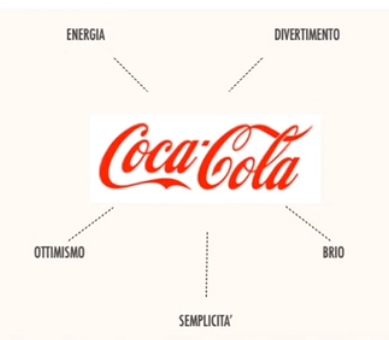 ENERGIA
DIVERTIMENTO
Coca-Cola
OTTIMISMO
BRIO
SEMPLICITA'